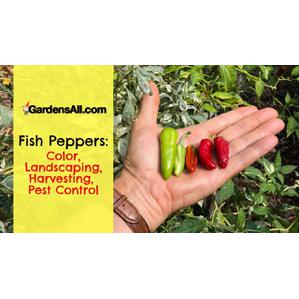 GardensAll.com
Fish Peppers:
Color,
Landscaping,
Harvesting,
Pest Control